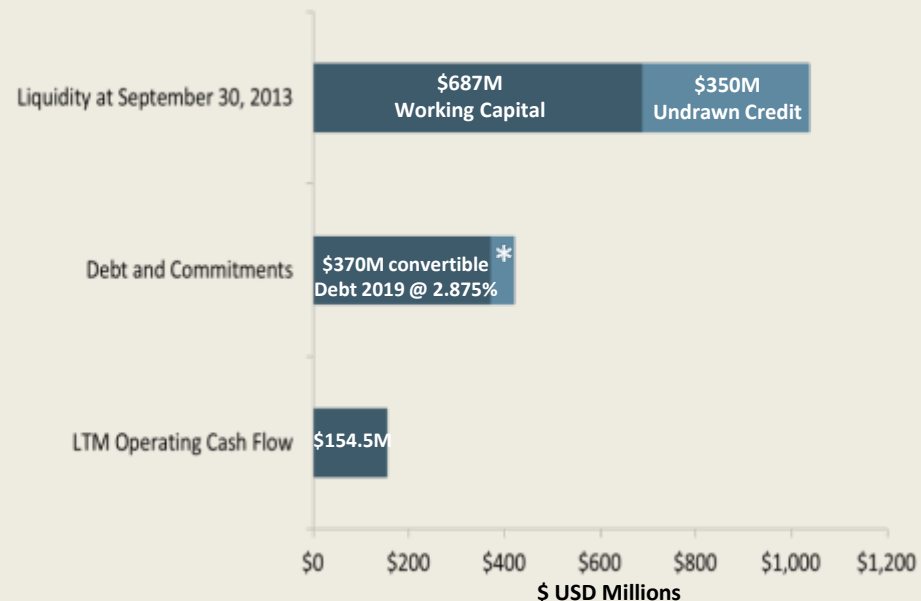 $687M
Working Capital
$350M
Undrawn Credit
Liquidity at September 30, 2013
*
$370M convertible
Debt 2019 @ 2.875%
Debt and Commitments
$154.5M
LTM Operating Cash Flow
$0 $200 $400 $600 $800 $1,000 $1,200
$ USD Millions